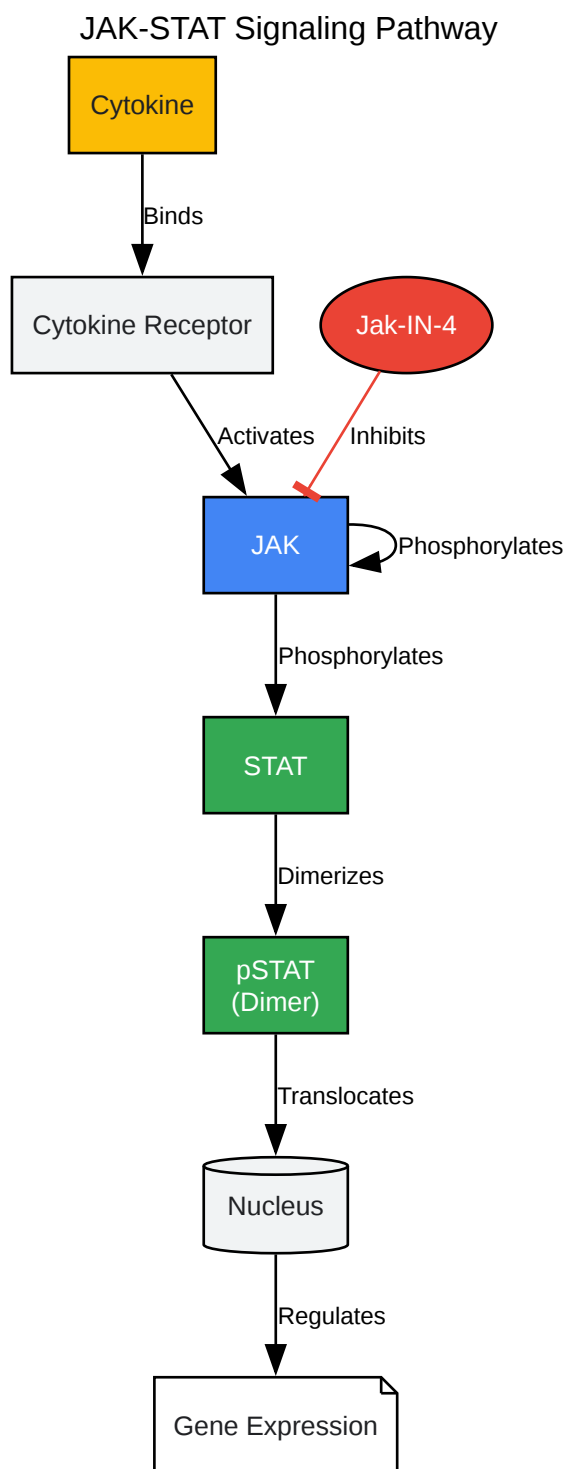 JAK-STAT Signaling Pathway
Cytokine
Binds
Cytokine Receptor
Jak-IN-4
Activates
Inhibits
JAK
Phosphorylates
Phosphorylates
STAT
Dimerizes
pSTAT
(Dimer)
Translocates
Nucleus
Regulates
Gene Expression